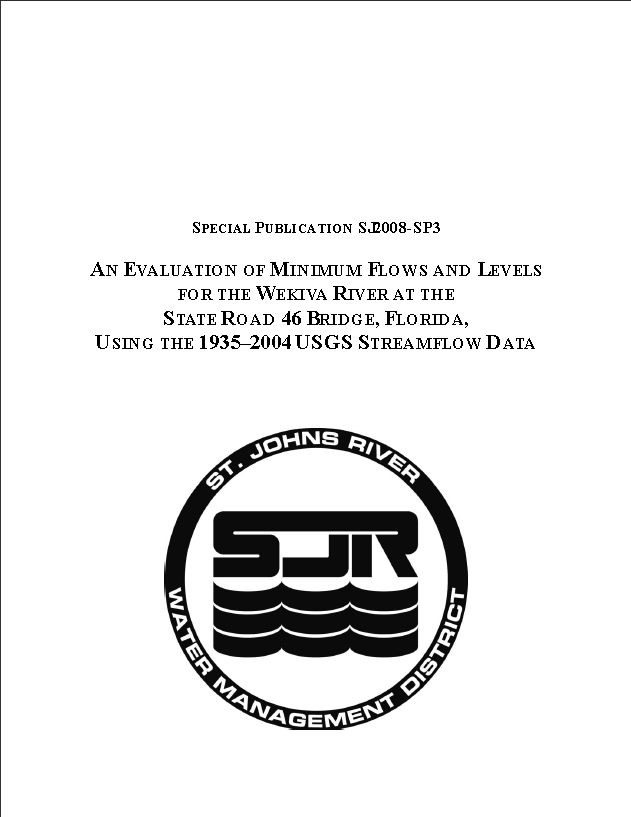 SPECIAL PUBLICATION SJ2008-SP3
AN EVALUATION OF MINIMUM FLOWS AND LEVELS
FOR THE WEKIVA RIVER AT THE
STATE ROAD 46 BRIDGE, FLORIDA,
USING THE 1935–2004 USGS STREAMFLOW DATA
ST. JOHNS RIVER
SJR
WATER MANAGEMENT DISTRICT